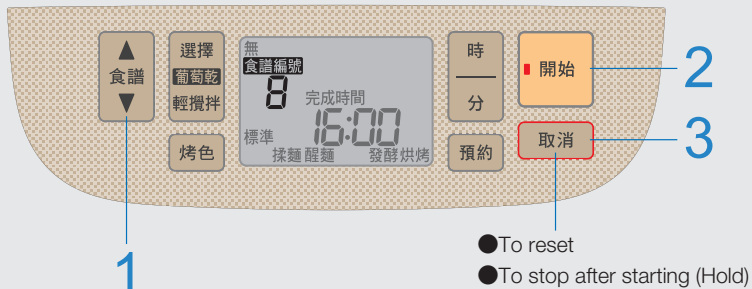 ▲
食譜
▼
選擇
葡萄乾
輕攪拌
烤色
無
食譜編號
8
完成時間
16:00
標準
揉麵 醒麵 發酵 烘烤
時
分
預約
開始
取消
1
2
3
●To reset
●To stop after starting (Hold)